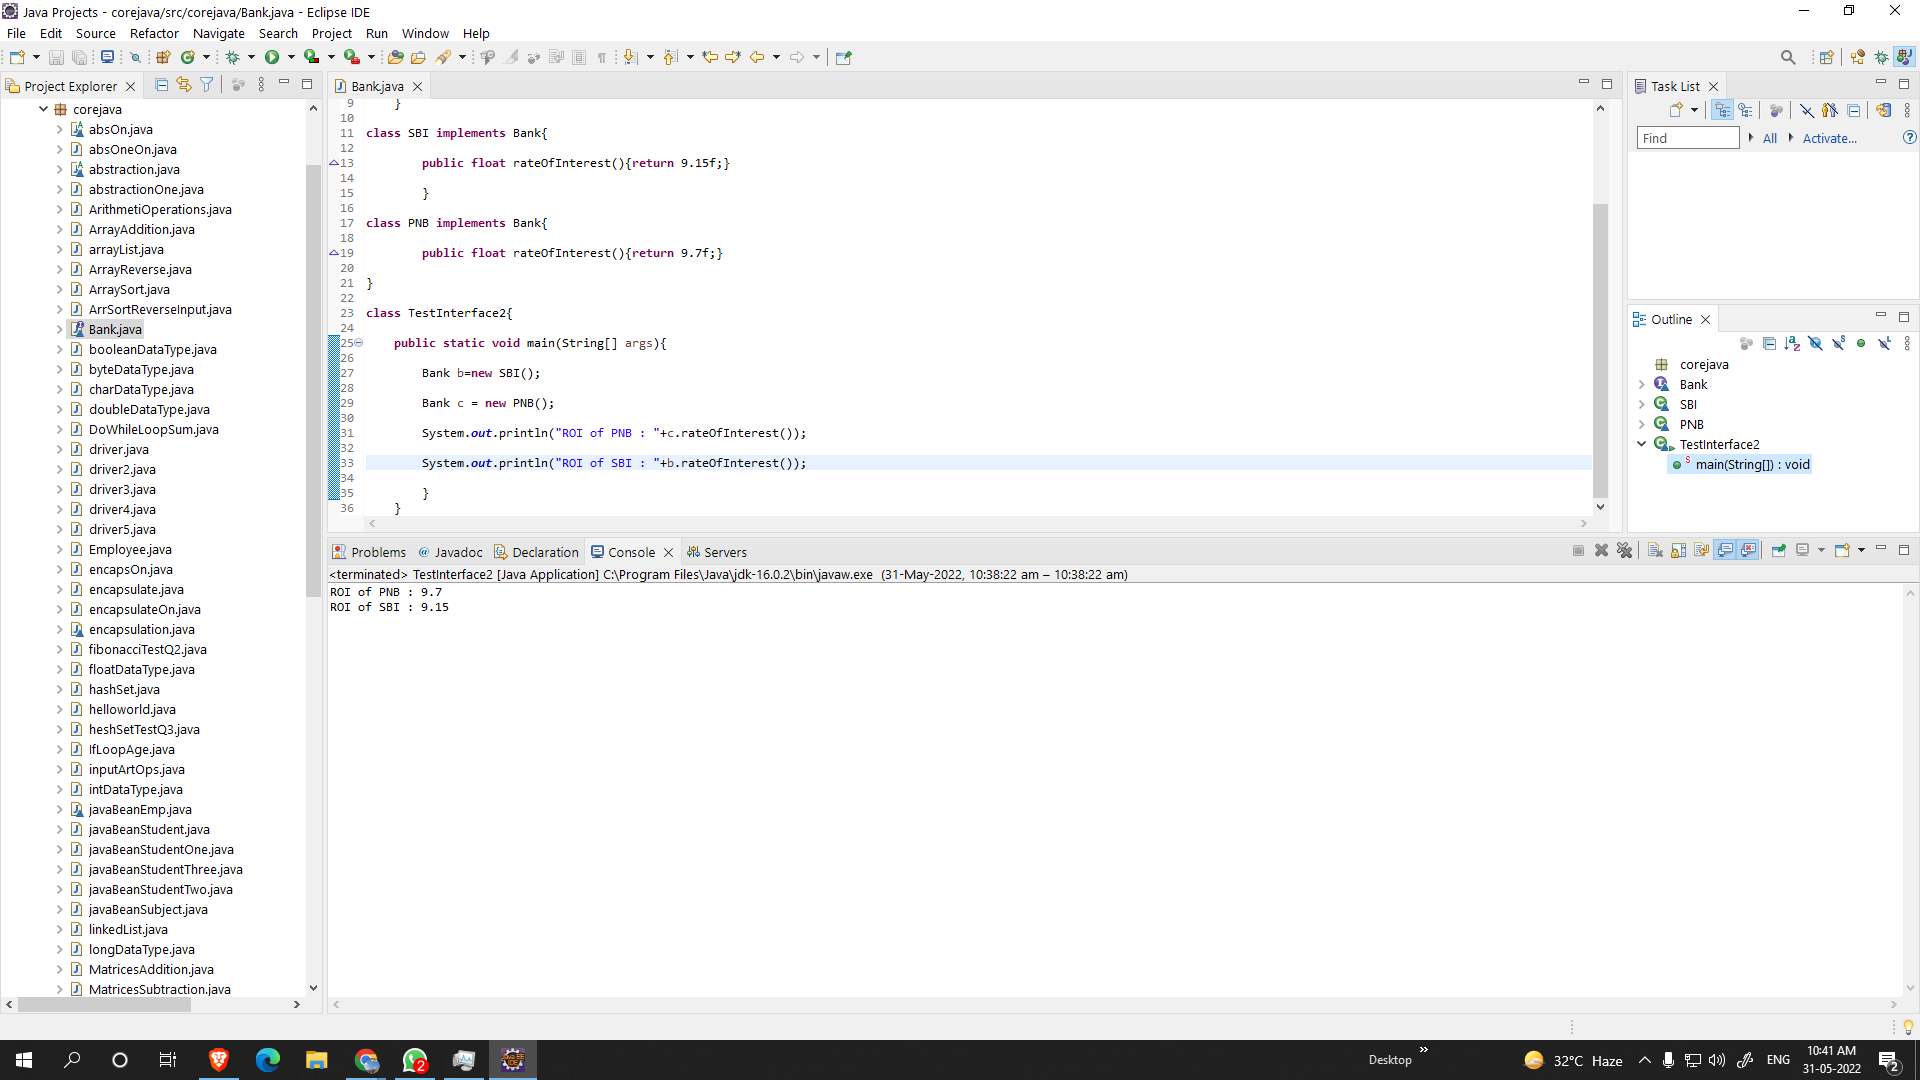 Java Projects - corejava/src/corejava/Bank.java - Eclipse IDE
File Edit Source Refactor Navigate Search Project Run Window Help
Project Explorer
corejava
absOn.java
absOneOn.java
abstraction.java
abstractionOne.java
ArithmetiOperations.java
ArrayAddition.java
arrayList.java
ArrayReverse.java
ArraySort.java
ArrSortReverseInput.java
Bank.java
booleanDataType.java
byteDataType.java
charDataType.java
doubleDataType.java
DoWhileLoopSum.java
driver.java
driver2.java
driver3.java
driver4.java
driver5.java
Employee.java
encapsOn.java
encapsulate.java
encapsulateOn.java
encapsulation.java
fibonacciTestQ2.java
floatDataType.java
hashSet.java
helloworld.java
heshSetTestQ3.java
IfLoopAge.java
inputArtOps.java
intDataType.java
javaBeanEmp.java
javaBeanStudent.java
javaBeanStudentOne.java
javaBeanStudentThree.java
javaBeanStudentTwo.java
javaBeanSubject.java
linkedList.java
longDataType.java
MatricesAddition.java
MatricesSubtraction.java
Bank.java
9 }
10
11 class SBI implements Bank{
12
13 public float rateOfInterest(){return 9.15f;}
14
15 }
16
17 class PNB implements Bank{
18
19 public float rateOfInterest(){return 9.7f;}
20
21 }
22
23 class TestInterface2{
24
25 public static void main(String[] args){
26
27 Bank b=new SBI();
28
29 Bank c = new PNB();
30
31 System.out.println("ROI of PNB : "+c.rateOfInterest());
32
33 System.out.println("ROI of SBI : "+b.rateOfInterest());
34
35 }
36 }
Task List
Find All Activate...
Outline
corejava
Bank
SBI
PNB
TestInterface2
main(String[]) : void
Problems Javadoc Declaration Console Servers
<terminated> TestInterface2 [Java Application] C:\Program Files\Java\jdk-16.0.2\bin\javaw.exe (31-May-2022, 10:38:22 am – 10:38:22 am)
ROI of PNB : 9.7
ROI of SBI : 9.15
Desktop
32°C Haze
ENG
10:41 AM
31-05-2022
2
2